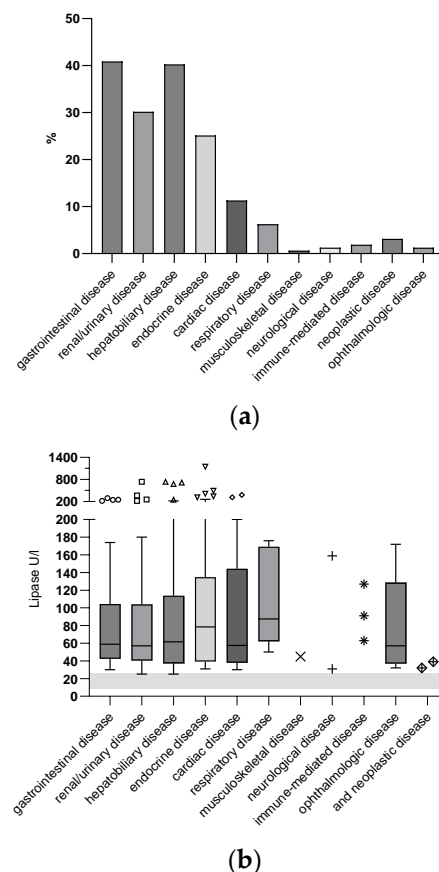 50
40
30
20
10
0
%
gastrointestinal disease
renal/urinary disease
hepatobiliary disease
endocrine disease
cardiac disease
respiratory disease
musculoskeletal disease
neurological disease
immune-mediated disease
neoplastic disease
ophthalmologic disease
(a)
1400
800
200
200
180
160
140
120
100
80
60
40
20
0
Lipase U/l
gastrointestinal disease
renal/urinary disease
hepatobiliary disease
endocrine disease
cardiac disease
respiratory disease
musculoskeletal disease
neurological disease
immune-mediated disease
ophthalmologic disease
and neoplastic disease
(b)